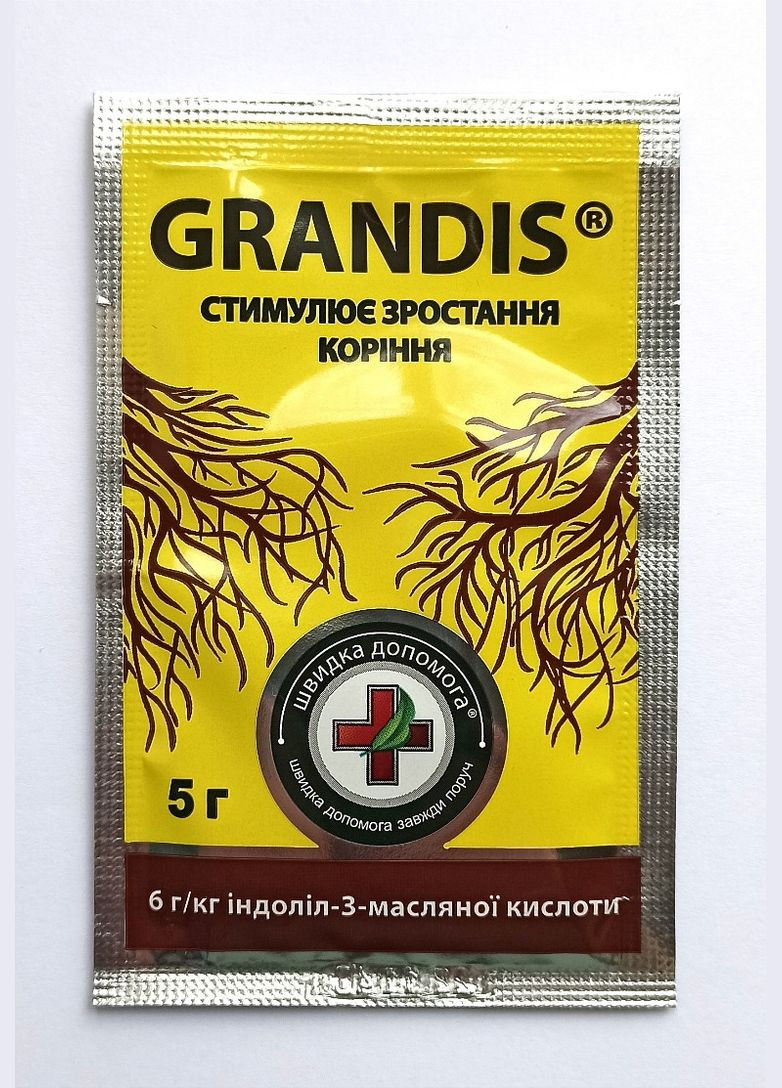 GRANDIS®
СТИМУЛЮЄ ЗРОСТАННЯ
КОРІННЯ
ШВИДКА ДОПОМОГА®
ШВИДКА ДОПОМОГА ЗАВЖДИ ПОРУЧ
5 г
6 г/кг індоліл-3-масляної кислоти